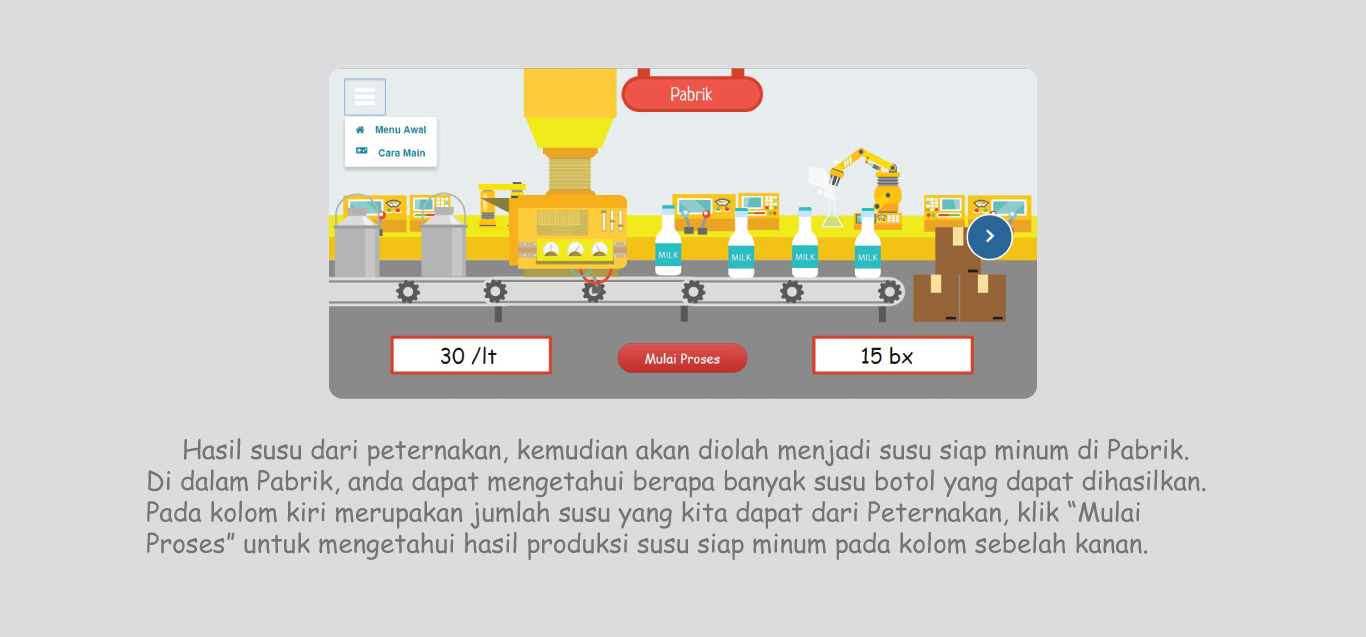 Pabrik
Menu Awal
Cara Main
MILK
MILK
MILK
MILK
30 /lt
Mulai Proses
15 bx
Hasil susu dari peternakan, kemudian akan diolah menjadi susu siap minum di Pabrik.
Di dalam Pabrik, anda dapat mengetahui berapa banyak susu botol yang dapat dihasilkan.
Pada kolom kiri merupakan jumlah susu yang kita dapat dari Peternakan, klik “Mulai
Proses” untuk mengetahui hasil produksi susu siap minum pada kolom sebelah kanan.